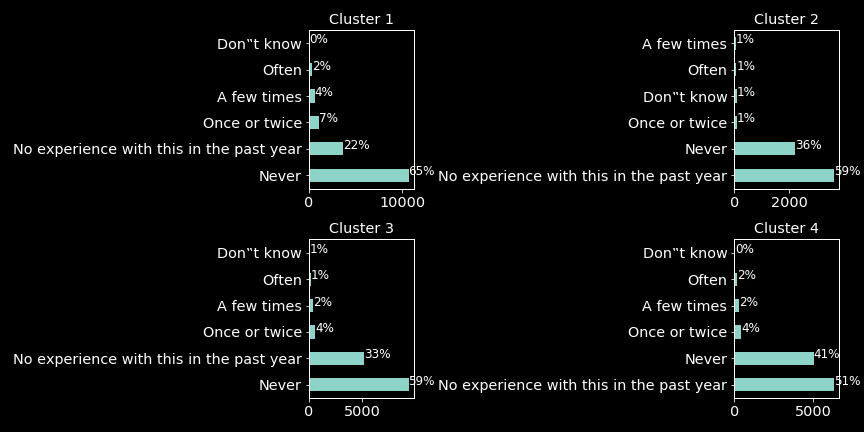 Cluster 1
Don‟t know 0%
Often 2%
A few times 4%
Once or twice 7%
No experience with this in the past year 22%
Never 65%
0 10000
Cluster 2
A few times 1%
Often 1%
Don‟t know 1%
Once or twice 1%
Never 36%
No experience with this in the past year 59%
0 2000
Cluster 3
Don‟t know 1%
Often 1%
A few times 2%
Once or twice 4%
No experience with this in the past year 33%
Never 59%
0 5000
Cluster 4
Don‟t know 0%
Often 2%
A few times 2%
Once or twice 4%
Never 41%
No experience with this in the past year 51%
0 5000